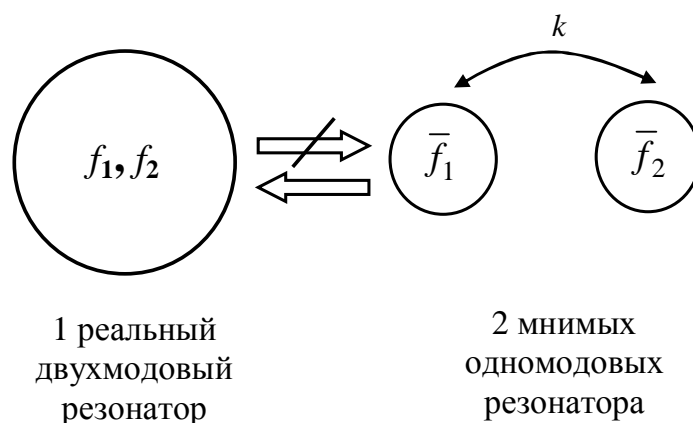 k
f₁, f₂
f̅₁
f̅₂
1 реальный
двухмодовый
резонатор
2 мнимых
одномодовых
резонатора